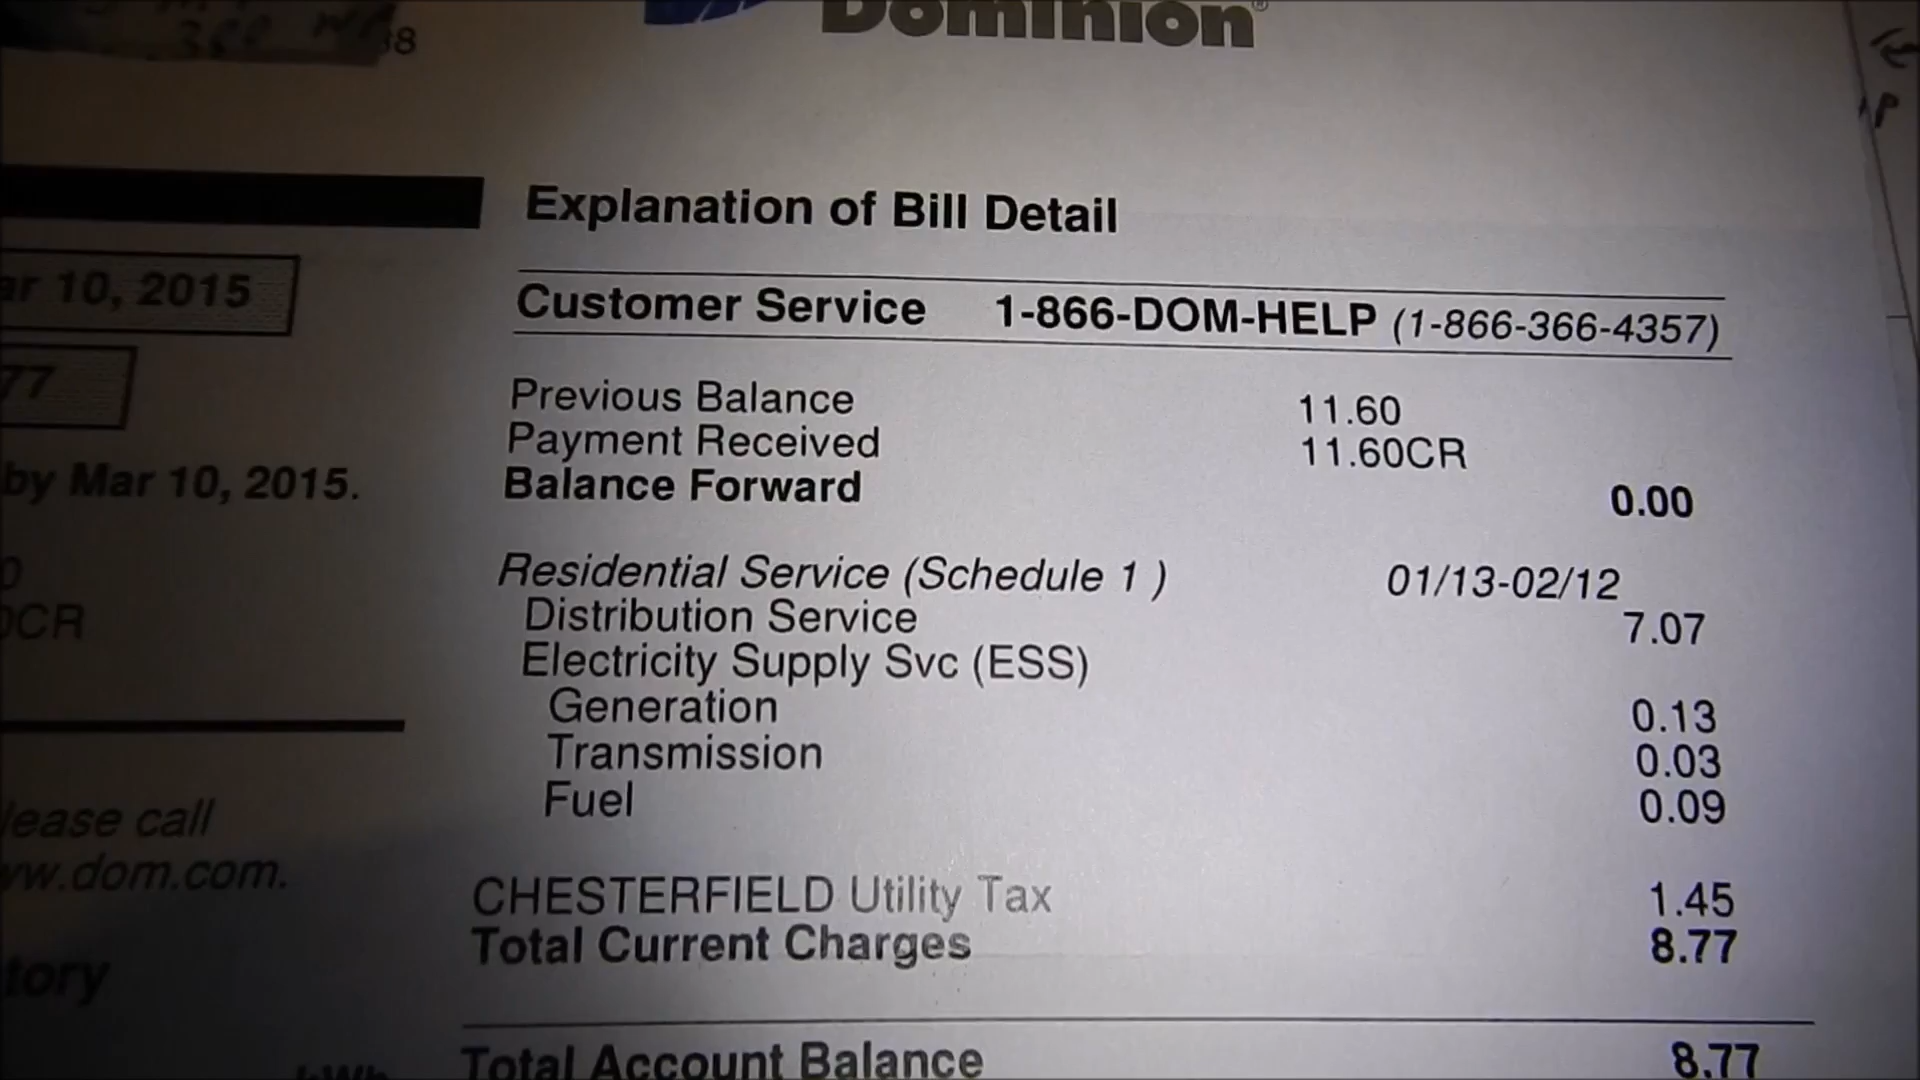 Dominion®
38
Explanation of Bill Detail
Customer Service 1-866-DOM-HELP (1-866-366-4357)
10, 2015
77
Previous Balance 11.60
Payment Received 11.60CR
Balance Forward 0.00
by Mar 10, 2015.
Residential Service (Schedule 1 ) 01/13-02/12
Distribution Service 7.07
Electricity Supply Svc (ESS)
Generation 0.13
Transmission 0.03
Fuel 0.09
CR
call
.dom.com.
CHESTERFIELD Utility Tax 1.45
Total Current Charges 8.77
Total Account Balance 8.77
kWh